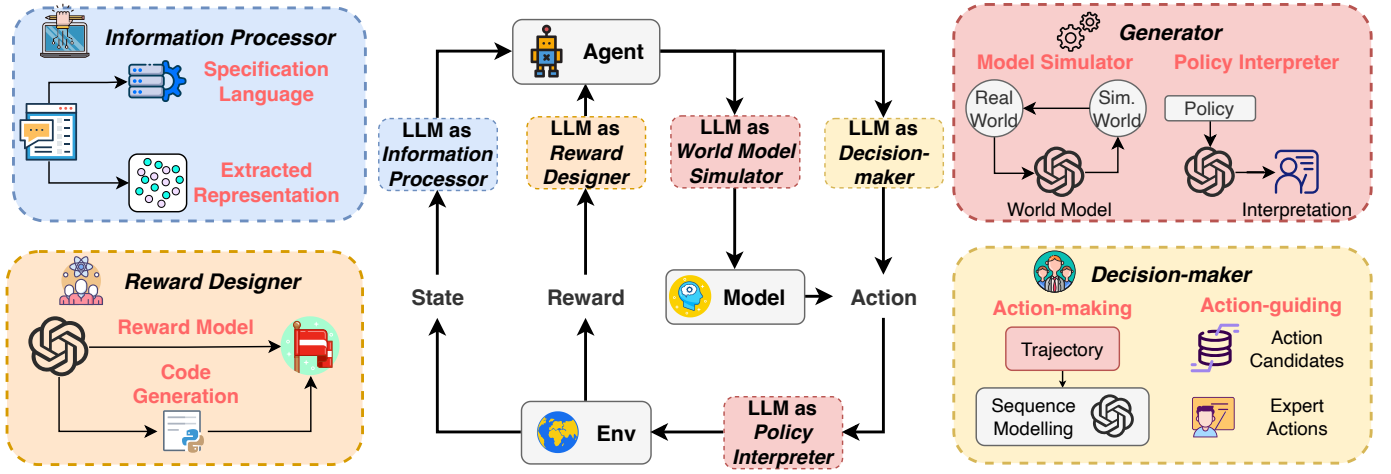 Information Processor
Specification
Language
Extracted
Representation
Reward Designer
Reward Model
Code
Generation
Agent
LLM as
Information
Processor
LLM as
Reward
Designer
LLM as
World Model
Simulator
LLM as
Decision-
maker
State
Reward
Model
Action
Env
LLM as
Policy
Interpreter
Generator
Model Simulator
Policy Interpreter
Real
World
Sim.
World
World Model
Policy
Interpretation
Decision-maker
Action-making
Action-guiding
Trajectory
Sequence
Modelling
Action
Candidates
Expert
Actions